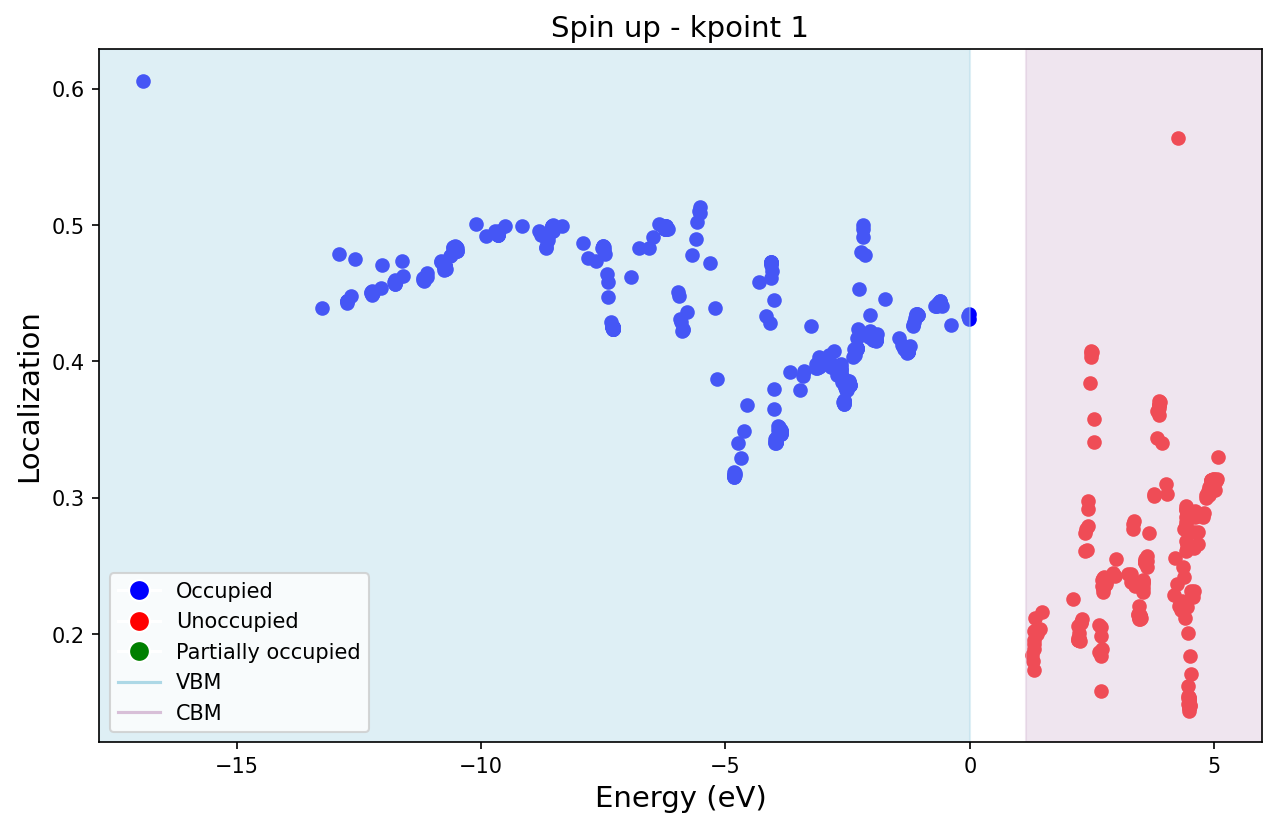 Spin up - kpoint 1
Localization
0.6
0.5
0.4
0.3
0.2
Occupied
Unoccupied
Partially occupied
VBM
CBM
−15
−10
−5
0
5
Energy (eV)